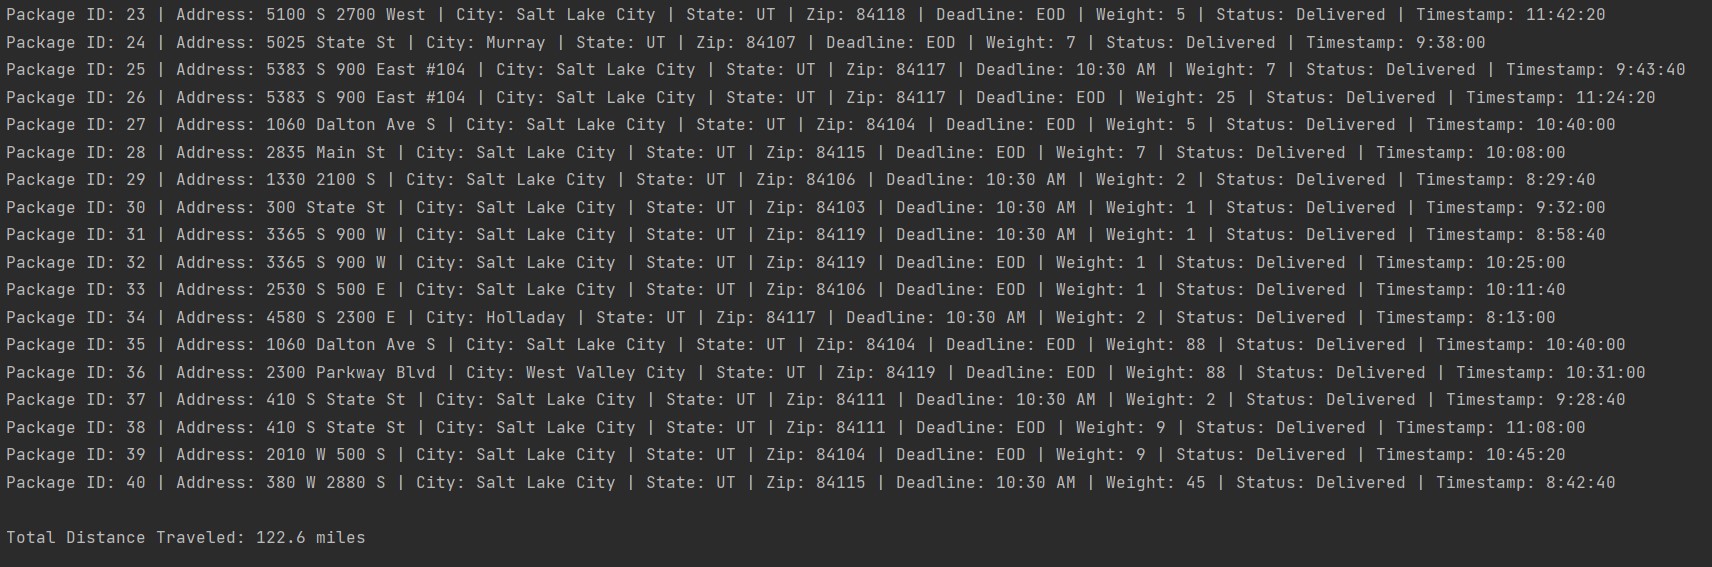 Package ID: 23 | Address: 5100 S 2700 West | City: Salt Lake City | State: UT | Zip: 84118 | Deadline: EOD | Weight: 5 | Status: Delivered | Timestamp: 11:42:20
Package ID: 24 | Address: 5025 State St | City: Murray | State: UT | Zip: 84107 | Deadline: EOD | Weight: 7 | Status: Delivered | Timestamp: 9:38:00
Package ID: 25 | Address: 5383 S 900 East #104 | City: Salt Lake City | State: UT | Zip: 84117 | Deadline: 10:30 AM | Weight: 7 | Status: Delivered | Timestamp: 9:43:40
Package ID: 26 | Address: 5383 S 900 East #104 | City: Salt Lake City | State: UT | Zip: 84117 | Deadline: EOD | Weight: 25 | Status: Delivered | Timestamp: 11:24:20
Package ID: 27 | Address: 1060 Dalton Ave S | City: Salt Lake City | State: UT | Zip: 84104 | Deadline: EOD | Weight: 5 | Status: Delivered | Timestamp: 10:40:00
Package ID: 28 | Address: 2835 Main St | City: Salt Lake City | State: UT | Zip: 84115 | Deadline: EOD | Weight: 7 | Status: Delivered | Timestamp: 10:08:00
Package ID: 29 | Address: 1330 2100 S | City: Salt Lake City | State: UT | Zip: 84106 | Deadline: 10:30 AM | Weight: 2 | Status: Delivered | Timestamp: 8:29:40
Package ID: 30 | Address: 300 State St | City: Salt Lake City | State: UT | Zip: 84103 | Deadline: 10:30 AM | Weight: 1 | Status: Delivered | Timestamp: 9:32:00
Package ID: 31 | Address: 3365 S 900 W | City: Salt Lake City | State: UT | Zip: 84119 | Deadline: 10:30 AM | Weight: 1 | Status: Delivered | Timestamp: 8:58:40
Package ID: 32 | Address: 3365 S 900 W | City: Salt Lake City | State: UT | Zip: 84119 | Deadline: EOD | Weight: 1 | Status: Delivered | Timestamp: 10:25:00
Package ID: 33 | Address: 2530 S 500 E | City: Salt Lake City | State: UT | Zip: 84106 | Deadline: EOD | Weight: 1 | Status: Delivered | Timestamp: 10:11:40
Package ID: 34 | Address: 4580 S 2300 E | City: Holladay | State: UT | Zip: 84117 | Deadline: 10:30 AM | Weight: 2 | Status: Delivered | Timestamp: 8:13:00
Package ID: 35 | Address: 1060 Dalton Ave S | City: Salt Lake City | State: UT | Zip: 84104 | Deadline: EOD | Weight: 88 | Status: Delivered | Timestamp: 10:40:00
Package ID: 36 | Address: 2300 Parkway Blvd | City: West Valley City | State: UT | Zip: 84119 | Deadline: EOD | Weight: 88 | Status: Delivered | Timestamp: 10:31:00
Package ID: 37 | Address: 410 S State St | City: Salt Lake City | State: UT | Zip: 84111 | Deadline: 10:30 AM | Weight: 2 | Status: Delivered | Timestamp: 9:28:40
Package ID: 38 | Address: 410 S State St | City: Salt Lake City | State: UT | Zip: 84111 | Deadline: EOD | Weight: 9 | Status: Delivered | Timestamp: 11:08:00
Package ID: 39 | Address: 2010 W 500 S | City: Salt Lake City | State: UT | Zip: 84104 | Deadline: EOD | Weight: 9 | Status: Delivered | Timestamp: 10:45:20
Package ID: 40 | Address: 380 W 2880 S | City: Salt Lake City | State: UT | Zip: 84115 | Deadline: 10:30 AM | Weight: 45 | Status: Delivered | Timestamp: 8:42:40
Total Distance Traveled: 122.6 miles